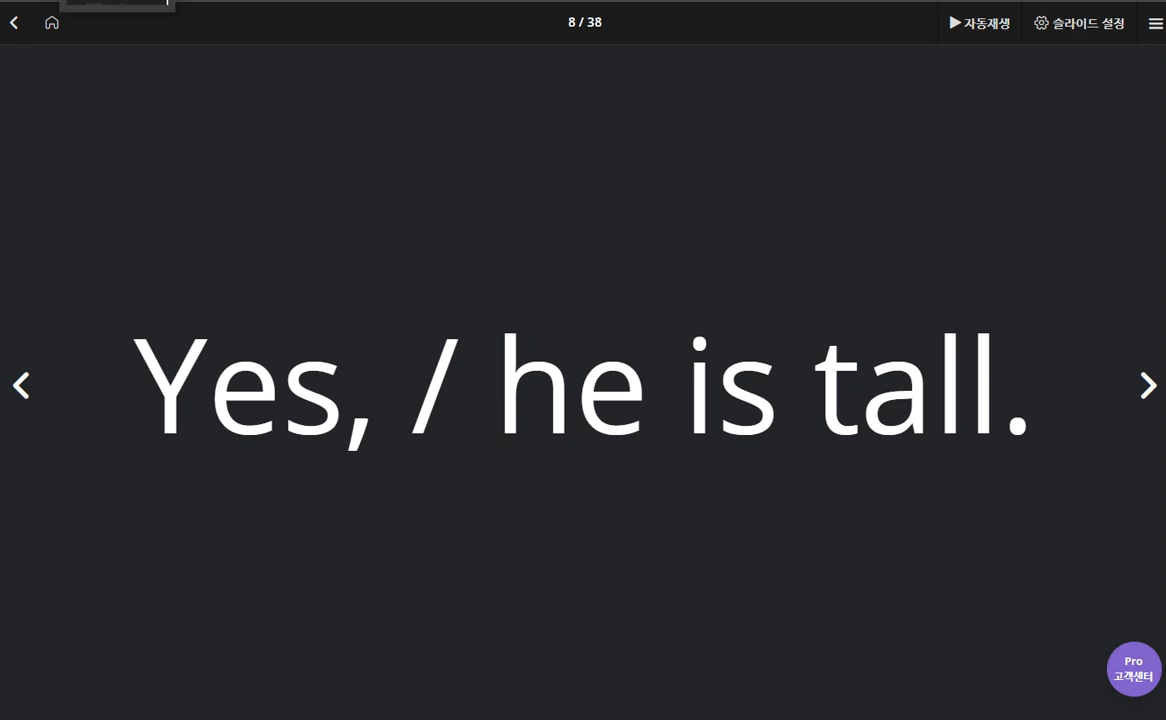 8 / 38
자동재생
슬라이드 설정
Yes, / he is tall.
Pro
고객센터